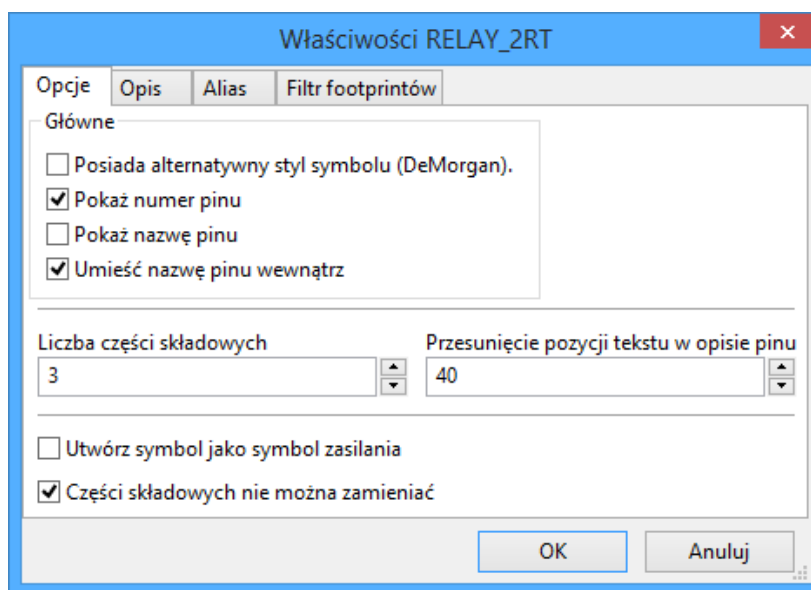 Właściwości RELAY_2RT
Opcje Opis Alias Filtr footprintów
Główne
Posiada alternatywny styl symbolu (DeMorgan).
Pokaż numer pinu
Pokaż nazwę pinu
Umieść nazwę pinu wewnątrz
Liczba części składowych Przesunięcie pozycji tekstu w opisie pinu
3 40
Utwórz symbol jako symbol zasilania
Części składowych nie można zamieniać
OK Anuluj